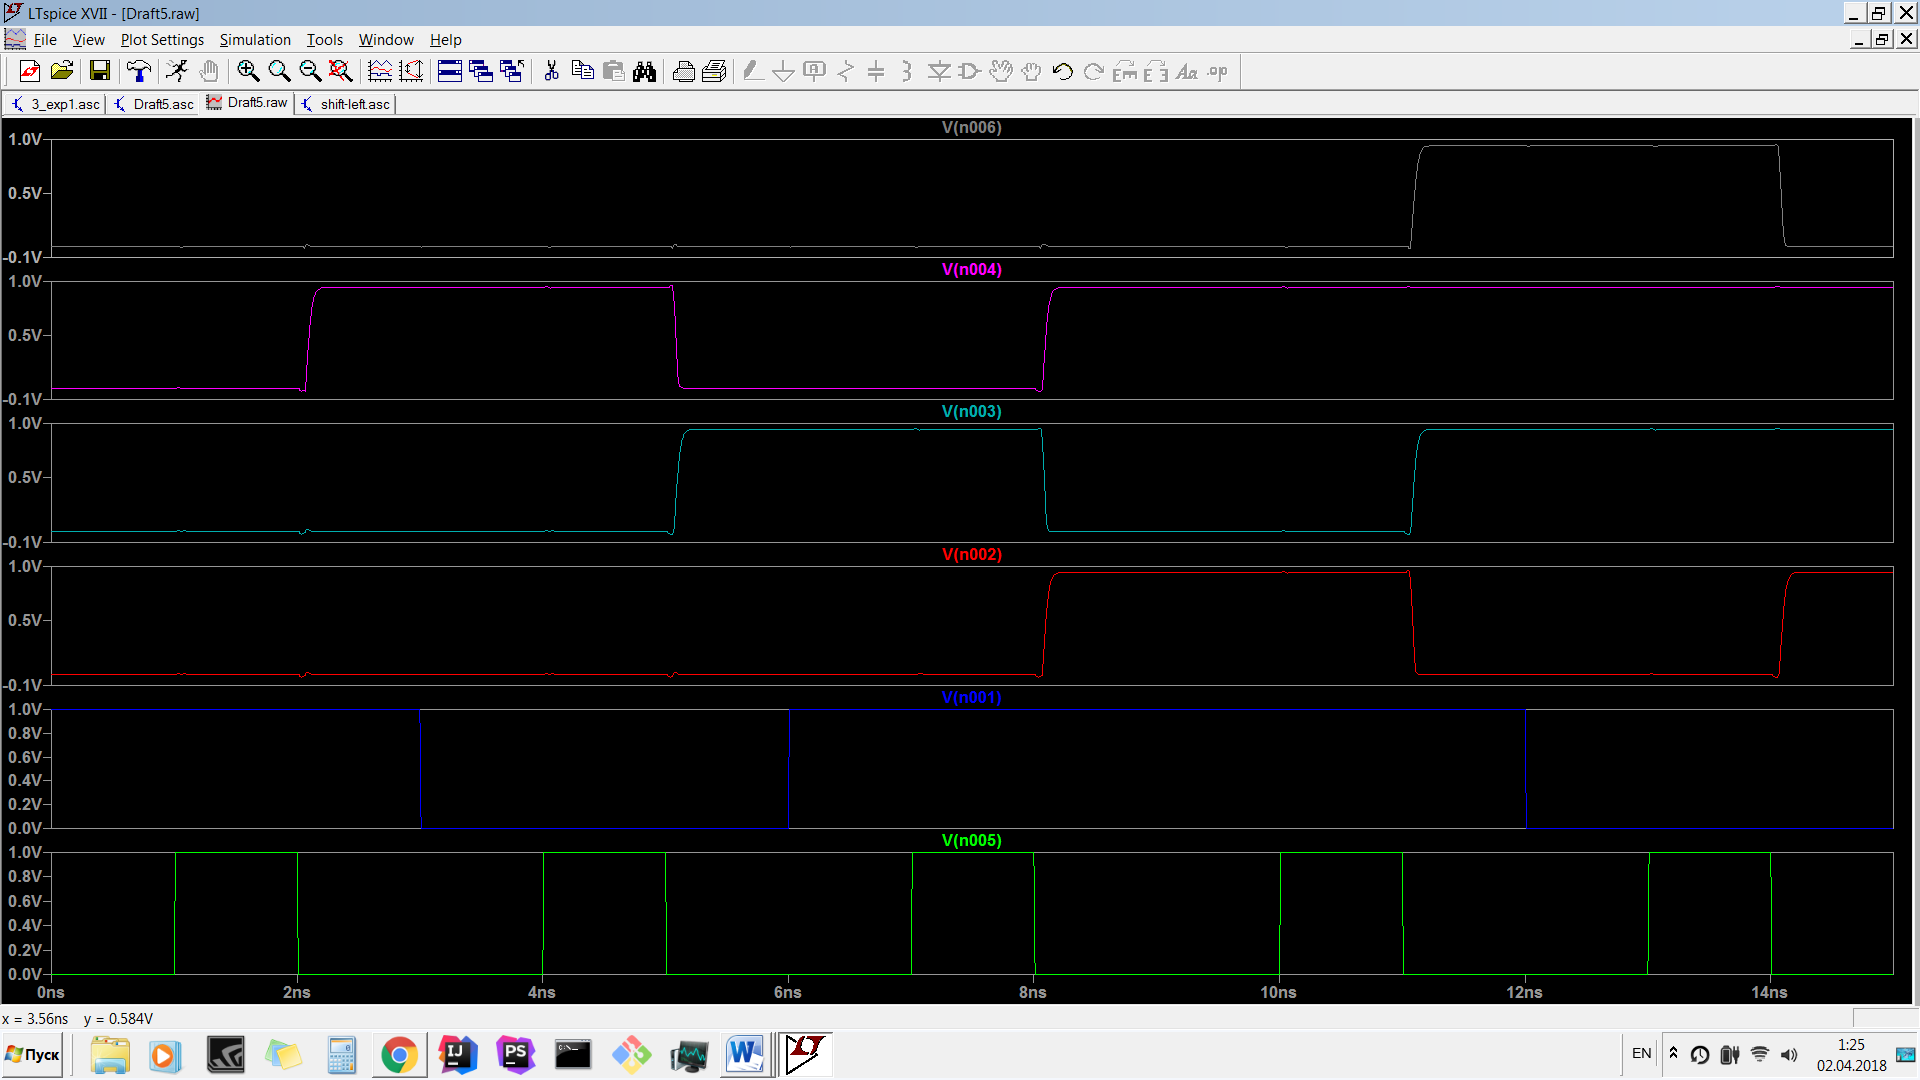 LTspice XVII - [Draft5.raw]
File View Plot Settings Simulation Tools Window Help
3_exp1.asc Draft5.asc Draft5.raw shift-left.asc
V(n006)
1.0V
0.5V
-0.1V
V(n004)
1.0V
0.5V
-0.1V
V(n003)
1.0V
0.5V
-0.1V
V(n002)
1.0V
0.5V
-0.1V
V(n001)
1.0V
0.8V
0.6V
0.4V
0.2V
0.0V
V(n005)
1.0V
0.8V
0.6V
0.4V
0.2V
0.0V
0ns 2ns 4ns 6ns 8ns 10ns 12ns 14ns
x = 3.56ns y = 0.584V
Пуск
EN
1:25
02.04.2018